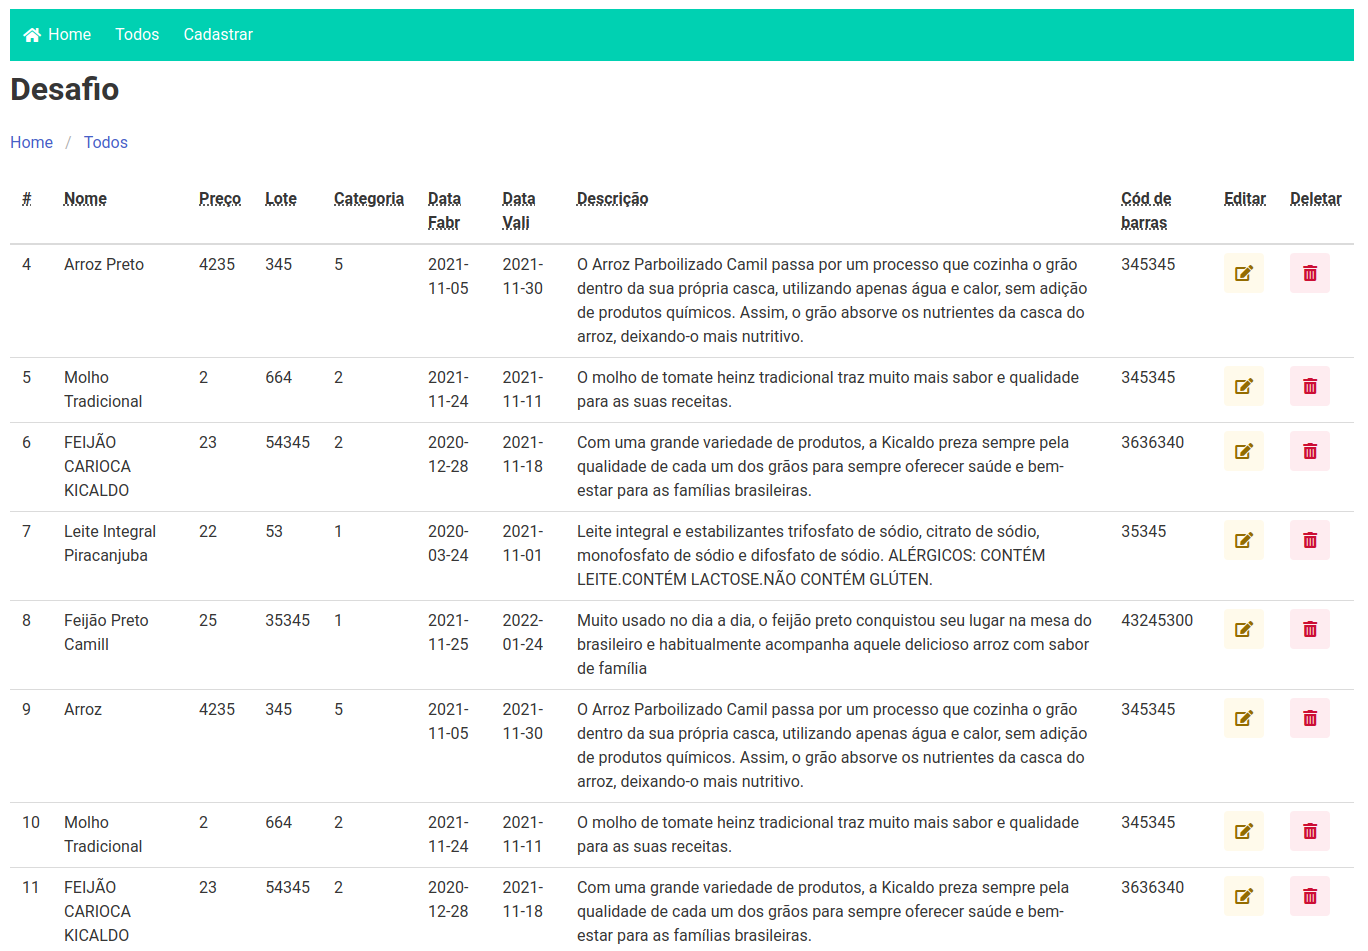 Home Todos Cadastrar
Desafio
Home / Todos
# Nome Preço Lote Categoria Data Fabr Data Vali Descrição Cód de barras Editar Deletar
4 Arroz Preto 4235 345 5 2021-11-05 2021-11-30 O Arroz Parboilizado Camil passa por um processo que cozinha o grão
dentro da sua própria casca, utilizando apenas água e calor, sem adição
de produtos químicos. Assim, o grão absorve os nutrientes da casca do
arroz, deixando-o mais nutritivo. 345345
5 Molho Tradicional 2 664 2 2021-11-24 2021-11-11 O molho de tomate heinz tradicional traz muito mais sabor e qualidade
para as suas receitas. 345345
6 FEIJÃO CARIOCA KICALDO 23 54345 2 2020-12-28 2021-11-18 Com uma grande variedade de produtos, a Kicaldo preza sempre pela
qualidade de cada um dos grãos para sempre oferecer saúde e bem-
estar para as famílias brasileiras. 3636340
7 Leite Integral Piracanjuba 22 53 1 2020-03-24 2021-11-01 Leite integral e estabilizantes trifosfato de sódio, citrato de sódio,
monofosfato de sódio e difosfato de sódio. ALÉRGICOS: CONTÉM
LEITE.CONTÉM LACTOSE.NÃO CONTÉM GLÚTEN. 35345
8 Feijão Preto Camill 25 35345 1 2021-11-25 2022-01-24 Muito usado no dia a dia, o feijão preto conquistou seu lugar na mesa do
brasileiro e habitualmente acompanha aquele delicioso arroz com sabor
de família 43245300
9 Arroz 4235 345 5 2021-11-05 2021-11-30 O Arroz Parboilizado Camil passa por um processo que cozinha o grão
dentro da sua própria casca, utilizando apenas água e calor, sem adição
de produtos químicos. Assim, o grão absorve os nutrientes da casca do
arroz, deixando-o mais nutritivo. 345345
10 Molho Tradicional 2 664 2 2021-11-24 2021-11-11 O molho de tomate heinz tradicional traz muito mais sabor e qualidade
para as suas receitas. 345345
11 FEIJÃO CARIOCA KICALDO 23 54345 2 2020-12-28 2021-11-18 Com uma grande variedade de produtos, a Kicaldo preza sempre pela
qualidade de cada um dos grãos para sempre oferecer saúde e bem-
estar para as famílias brasileiras. 3636340